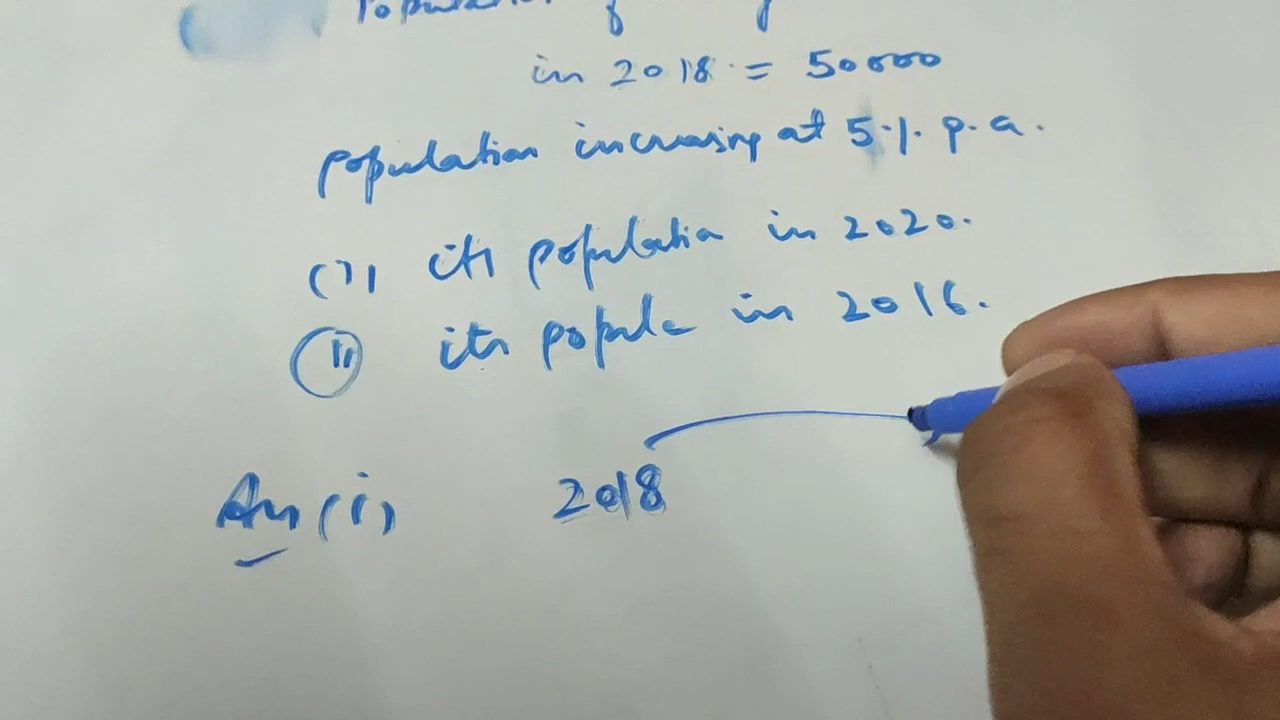 in 2018 = 50000
population increasing at 5% p.a.
(i) its population in 2020.
(ii) its popula in 2016.
Ans (i) 2018